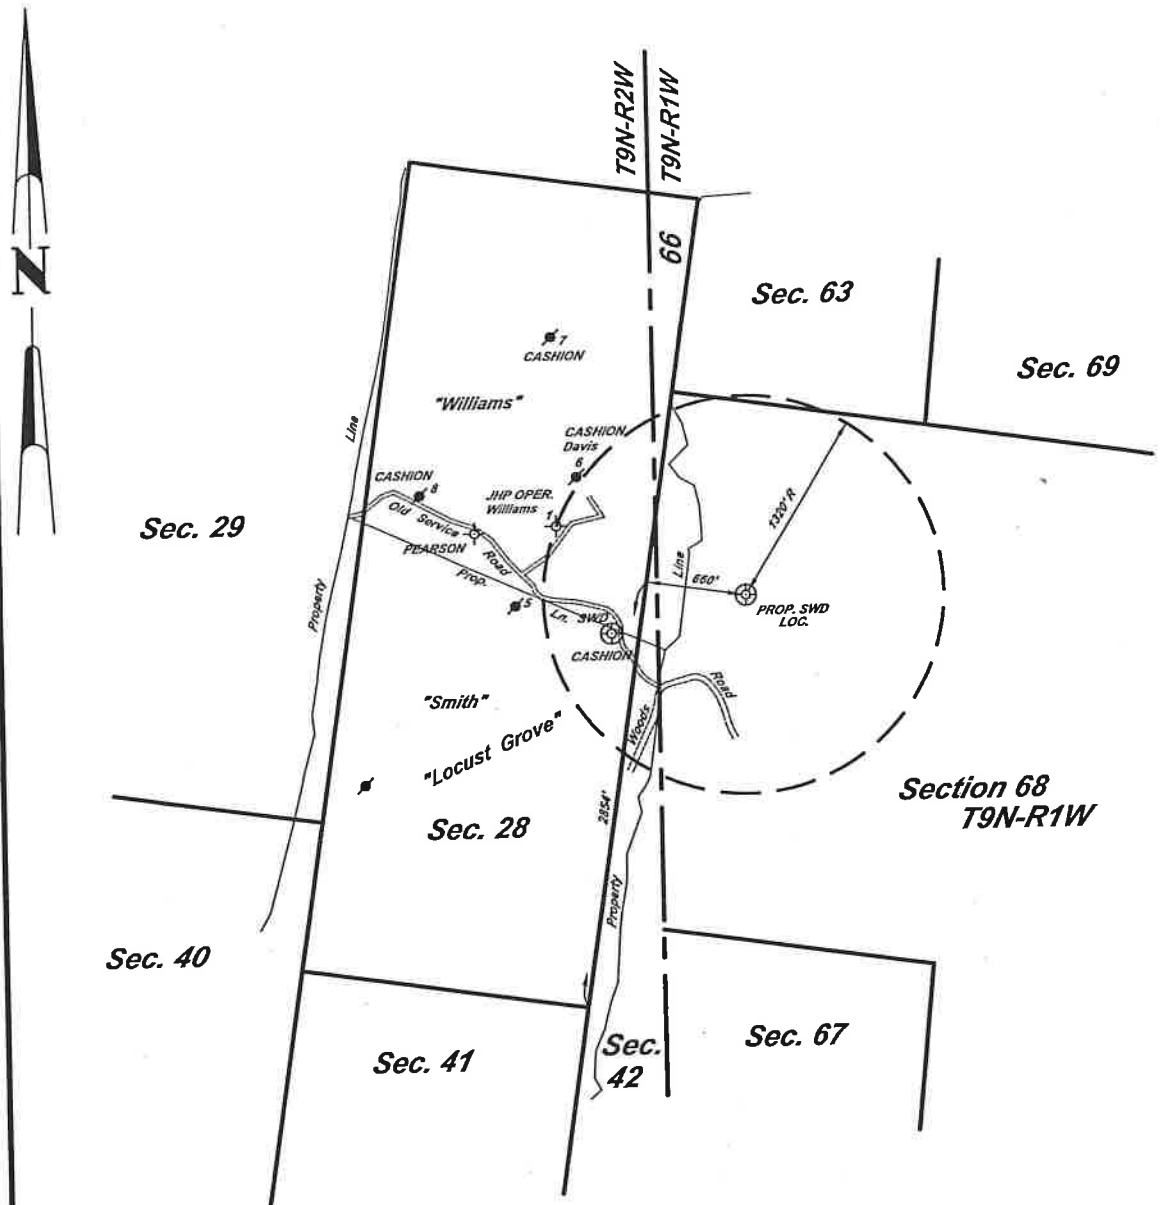 T9N-R2W
T9N-R1W
N
66
Sec. 63
Sec. 69
7
CASHION
"Williams"
Line
CASHION
Davis
6
CASHION
8
JHP OPER.
Williams
1
1320' R
Sec. 29
Old Service Road
PEARSON
Prop. Ln.
Line
660'
Property
5
SWD
CASHION
PROP. SWD
LOC.
Road
"Smith"
Woods
"Locust Grove"
Section 68
T9N-R1W
2854'
Sec. 28
Property
Sec. 40
Sec. 41
Sec.
42
Sec. 67